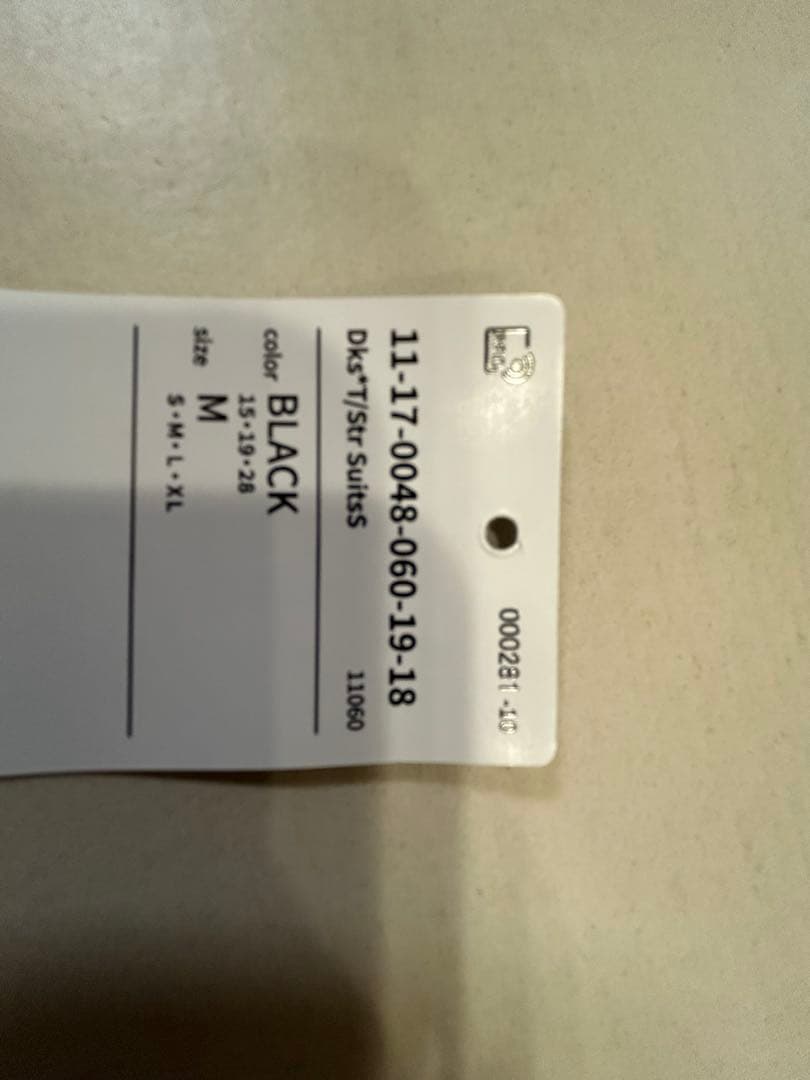 000281 -10
11-17-0048-060-19-18
Dks*T/Str SuitsS 11060
color BLACK
15・19・28
size M
S・M・L・XL